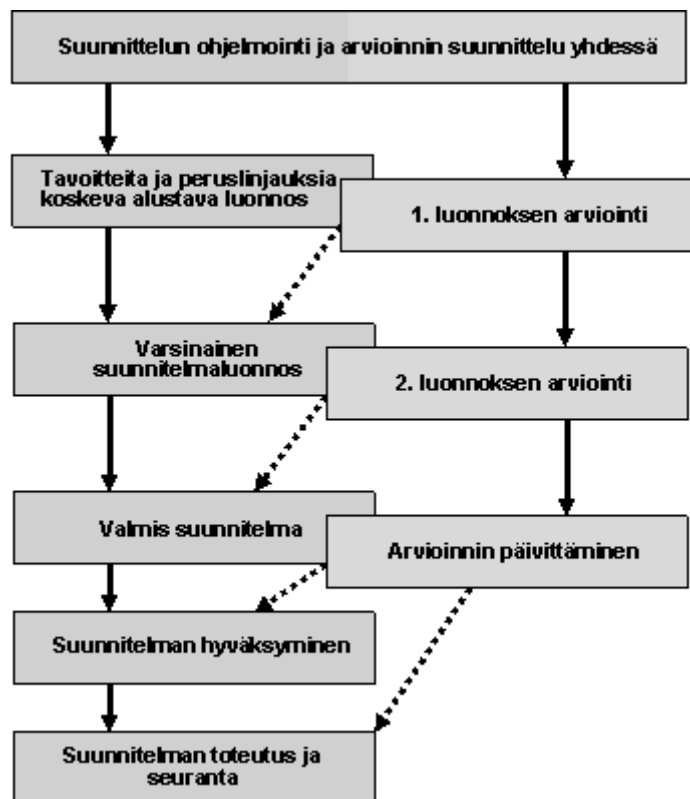 Suunnittelun ohjelmointi ja arvioinnin suunnittelu yhdessä
Tavoitteita ja peruslinjauksia
koskeva alustava luonnos
1. luonnoksen arviointi
Varsinainen
suunnitelmaluonnos
2. luonnoksen arviointi
Valmis suunnitelma
Arvioinnin päivittäminen
Suunnitelman hyväksyminen
Suunnitelman toteutus ja
seuranta